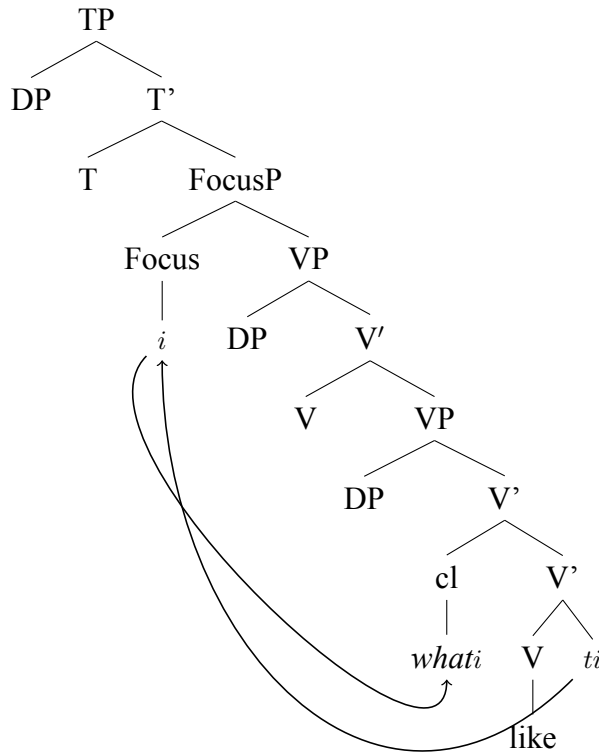 TP
DP T’
T FocusP
Focus VP
i DP V′
V VP
DP V’
cl V’
whati V ti
like